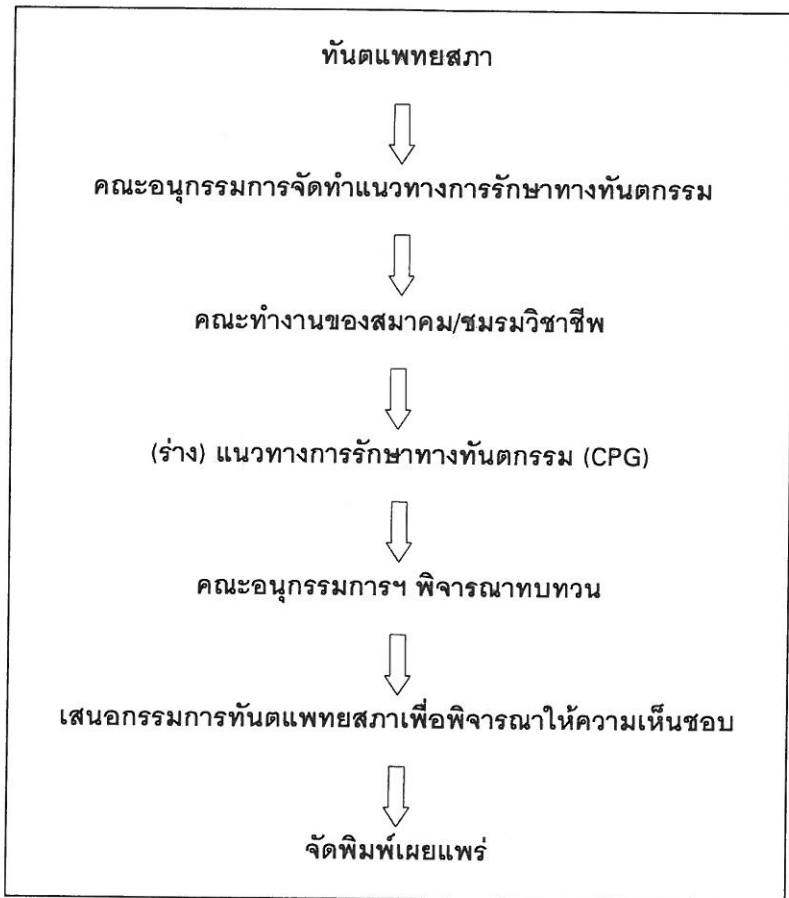 ทันตแพทยสภา
คณะอนุกรรมการจัดทำแนวทางการรักษาทางทันตกรรม
คณะทำงานของสมาคม/ชมรมวิชาชีพ
(ร่าง) แนวทางการรักษาทางทันตกรรม (CPG)
คณะอนุกรรมการฯ พิจารณาทบทวน
เสนอกรรมการทันตแพทยสภาเพื่อพิจารณาให้ความเห็นชอบ
จัดพิมพ์เผยแพร่